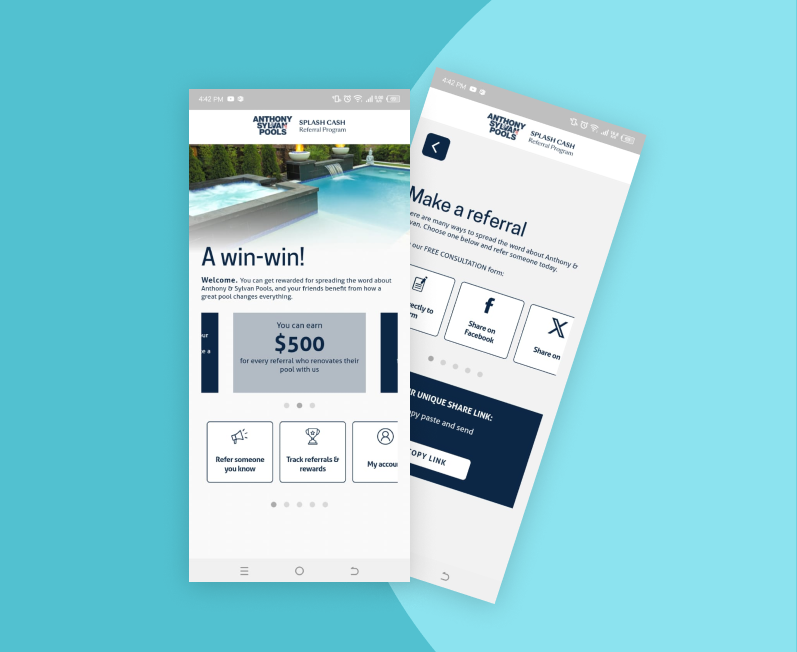 4:42 PM
ANTHONY
SYLVAN
POOLS
SPLASH CASH
Referral Program
A win-win!
Welcome. You can get rewarded for spreading the word about
Anthony & Sylvan Pools, and your friends benefit from how a
great pool changes everything.
ur
e a
You can earn
$500
for every referral who renovates their
pool with us
Refer someone
you know
Track referrals &
rewards
My accou
4:42 PM
ANTHONY
SYLVAN
POOLS
SPLASH CASH
Referral Program
Make a referral
ere are many ways to spread the word about Anthony &
van. Choose one below and refer someone today.
our FREE CONSULTATION form:
ectly to
rm
Share on
Facebook
Share on
R UNIQUE SHARE LINK:
py paste and send
OPY LINK